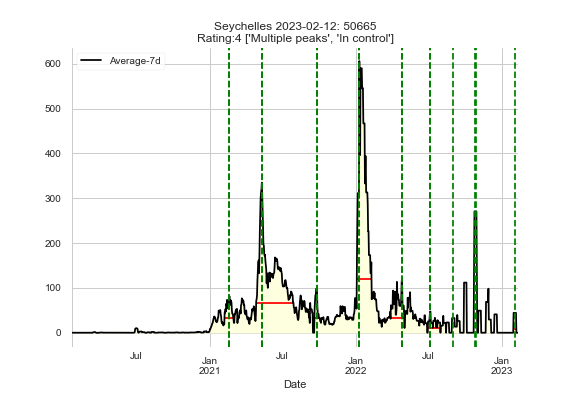 Seychelles 2023-02-12: 50665
Rating:4 ['Multiple peaks', 'In control']
Average-7d
600
500
400
300
200
100
0
Jul
Jan
2021
Jul
Jan
2022
Jul
Jan
2023
Date